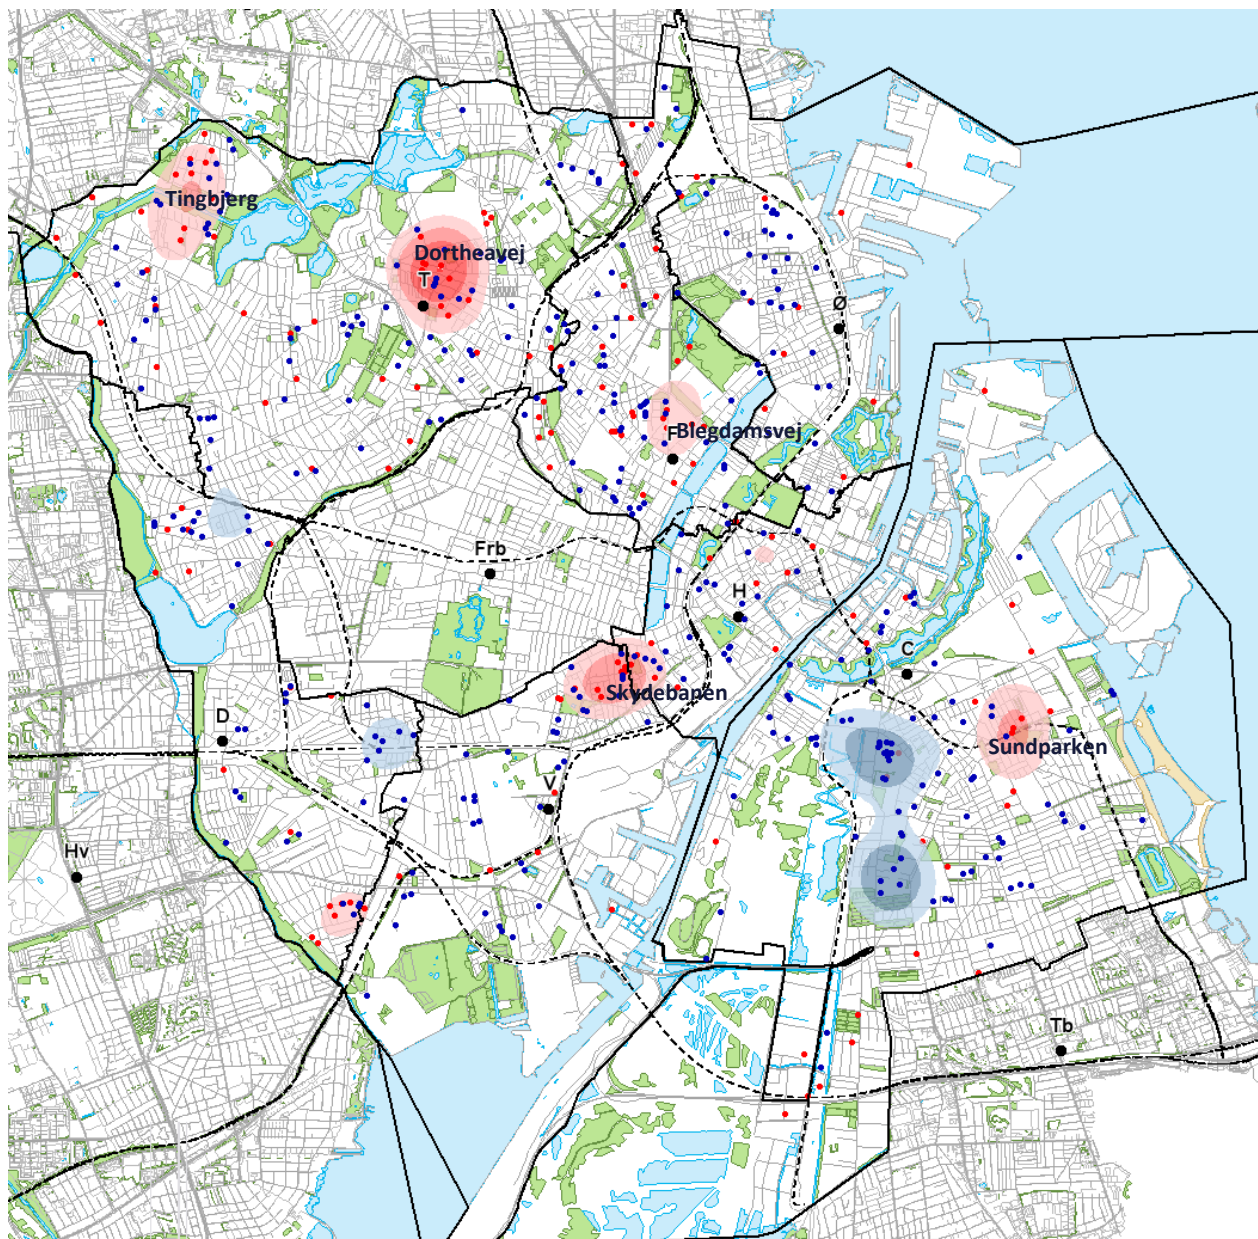 Tingbjerg
Dortheavej
T
Ø
Blegdamsvej
F
Frb
H
C
Skydebanen
D
Sundparken
V
Hv
Tb